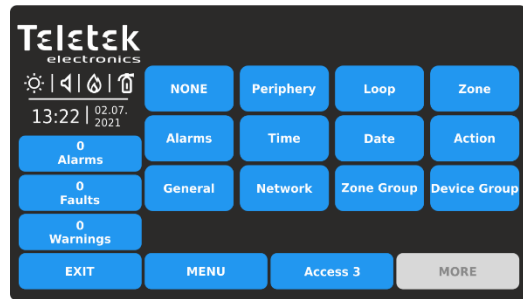 Teletek
electronics
13:22 02.07.
2021
NONE Periphery Loop Zone
Alarms Time Date Action
General Network Zone Group Device Group
0
Alarms
0
Faults
0
Warnings
EXIT MENU Access 3 MORE